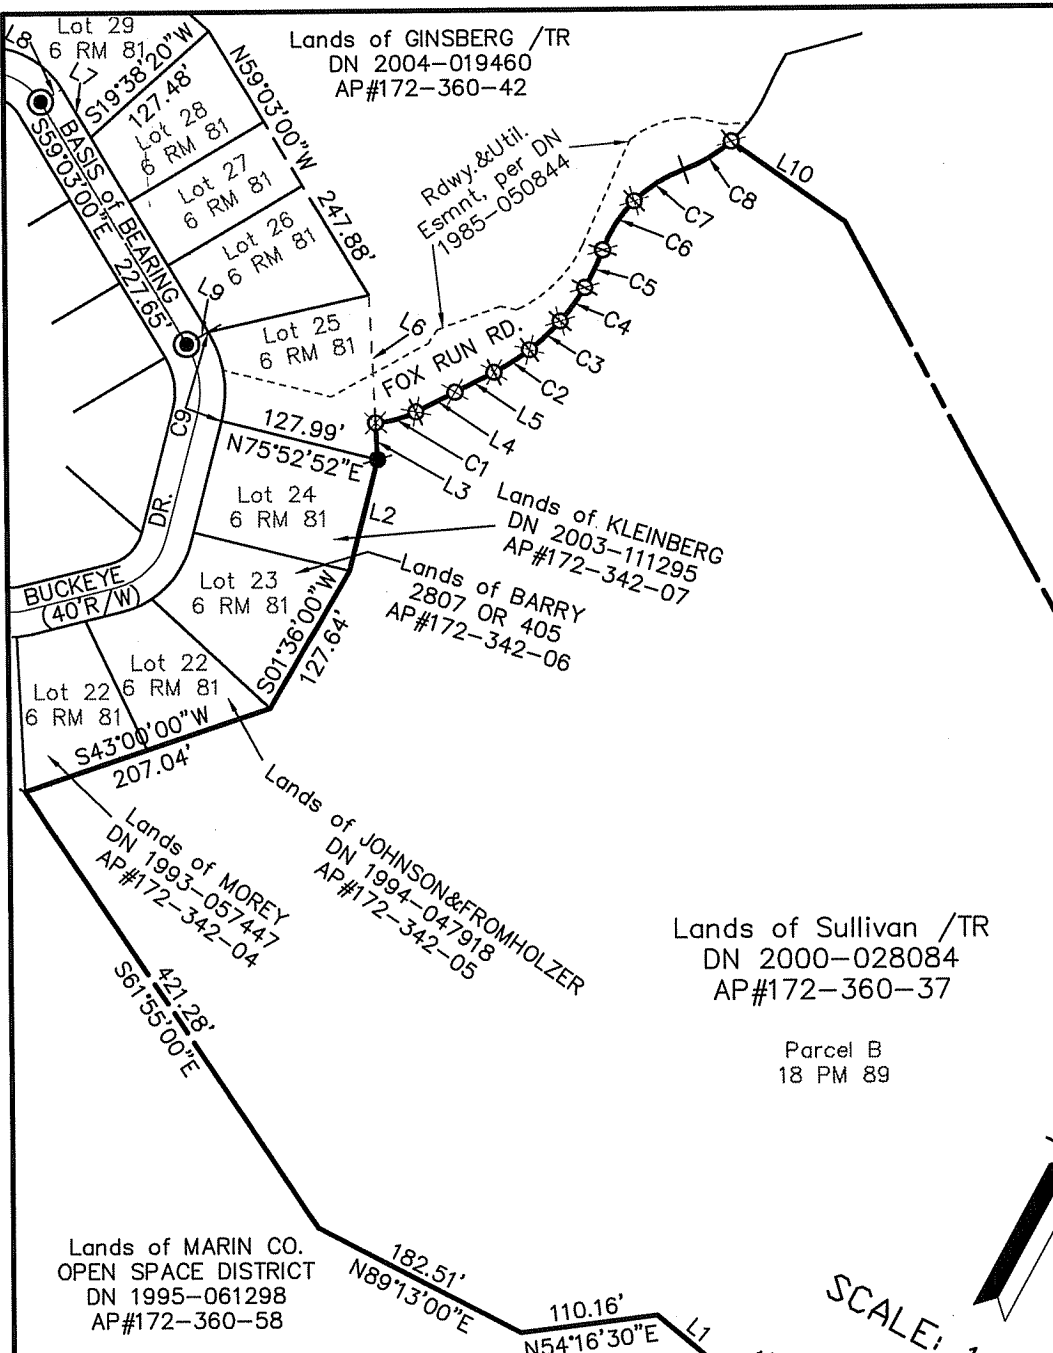 Lands of GINSBERG /TR
DN 2004-019460
AP#172-360-42
L8
Lot 29
6 RM 81
L7
S19°38'20"W
127.48'
N59°03'00"W
247.88'
Lot 28
6 RM 81
Lot 27
6 RM 81
Lot 26
6 RM 81
BASIS of BEARING
S59°03'00"E 227.65'
L9
Rdwy.&Util.
Esmnt, per DN
1985-050844
L10
C8
C7
C6
C5
C4
C3
C2
L5
L4
C1
L3
L6
FOX RUN RD.
Lot 25
6 RM 81
C9
127.99'
N75°52'52"E
Lot 24
6 RM 81
L2
Lands of KLEINBERG
DN 2003-111295
AP#172-342-07
DR.
BUCKEYE
(40'R/W)
Lot 23
6 RM 81
Lands of BARRY
2807 OR 405
AP#172-342-06
S01°36'00"W
127.64'
Lot 22
6 RM 81
Lot 22
6 RM 81
S43°00'00"W
207.04'
Lands of MOREY
DN 1993-057447
AP#172-342-04
Lands of JOHNSON&FROMHOLZER
DN 1994-047918
AP#172-342-05
Lands of Sullivan /TR
DN 2000-028084
AP#172-360-37
Parcel B
18 PM 89
421.28'
S61°55'00"E
Lands of MARIN CO.
OPEN SPACE DISTRICT
DN 1995-061298
AP#172-360-58
182.51'
N89°13'00"E
110.16'
N54°16'30"E
L1
SCALE: